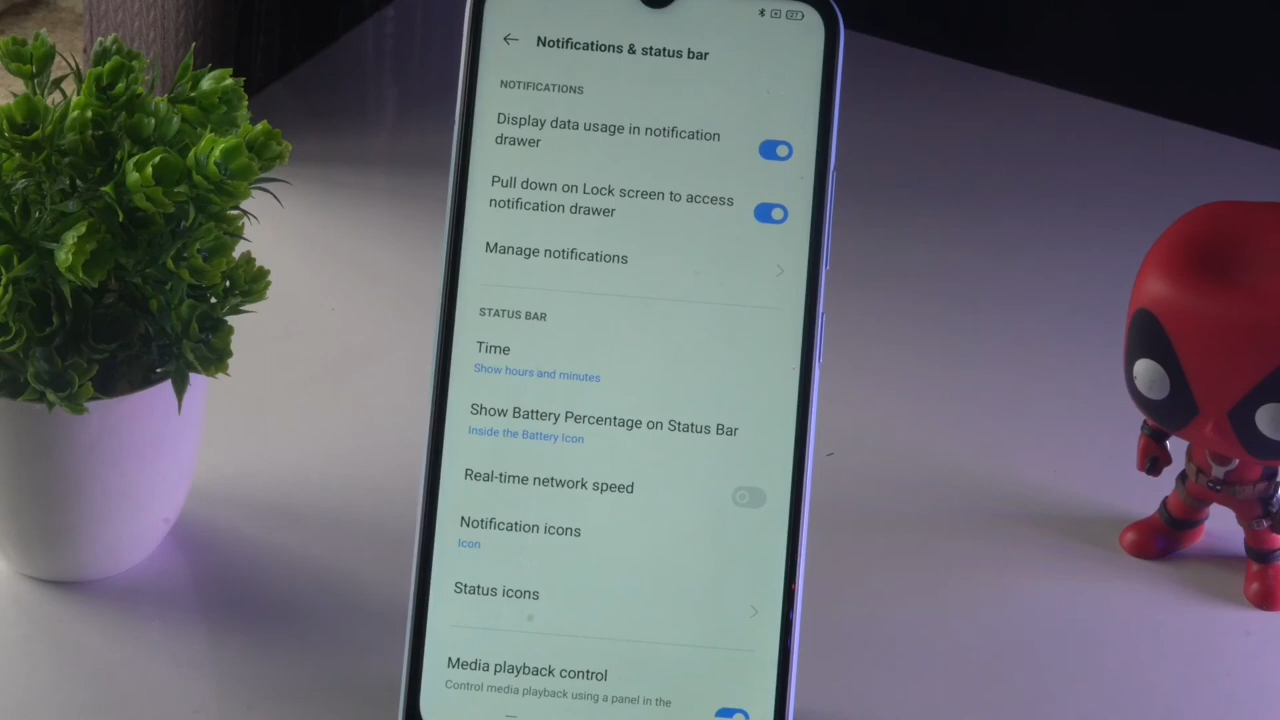 27
Notifications & status bar
NOTIFICATIONS
Display data usage in notification
drawer
Pull down on Lock screen to access
notification drawer
Manage notifications
STATUS BAR
Time
Show hours and minutes
Show Battery Percentage on Status Bar
Inside the Battery Icon
Real-time network speed
Notification icons
Icon
Status icons
Media playback control
Control media playback using a panel in the